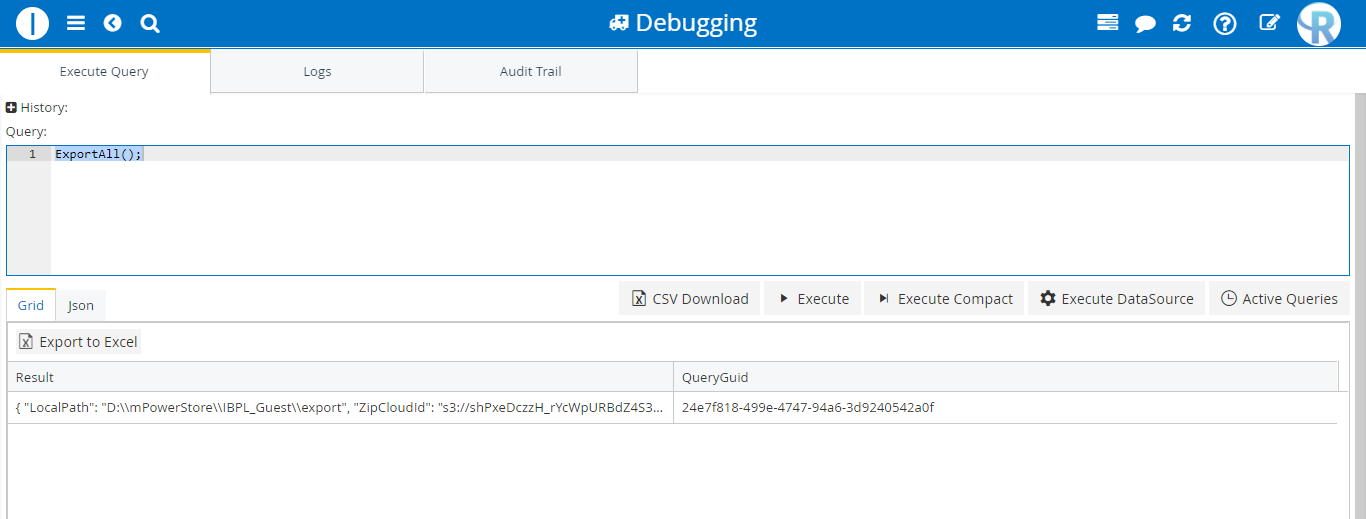 Debugging
Execute Query
Logs
Audit Trail
History:
Query:
1 ExportAll();
Grid
Json
CSV Download
Execute
Execute Compact
Execute DataSource
Active Queries
Export to Excel
Result
QueryGuid
{ "LocalPath": "D:\\mPowerStore\\IBPL_Guest\\export", "ZipCloudId": "s3://shPxeDczzH_rYcWpURBdZ4S3...
24e7f818-499e-4747-94a6-3d9240542a0f